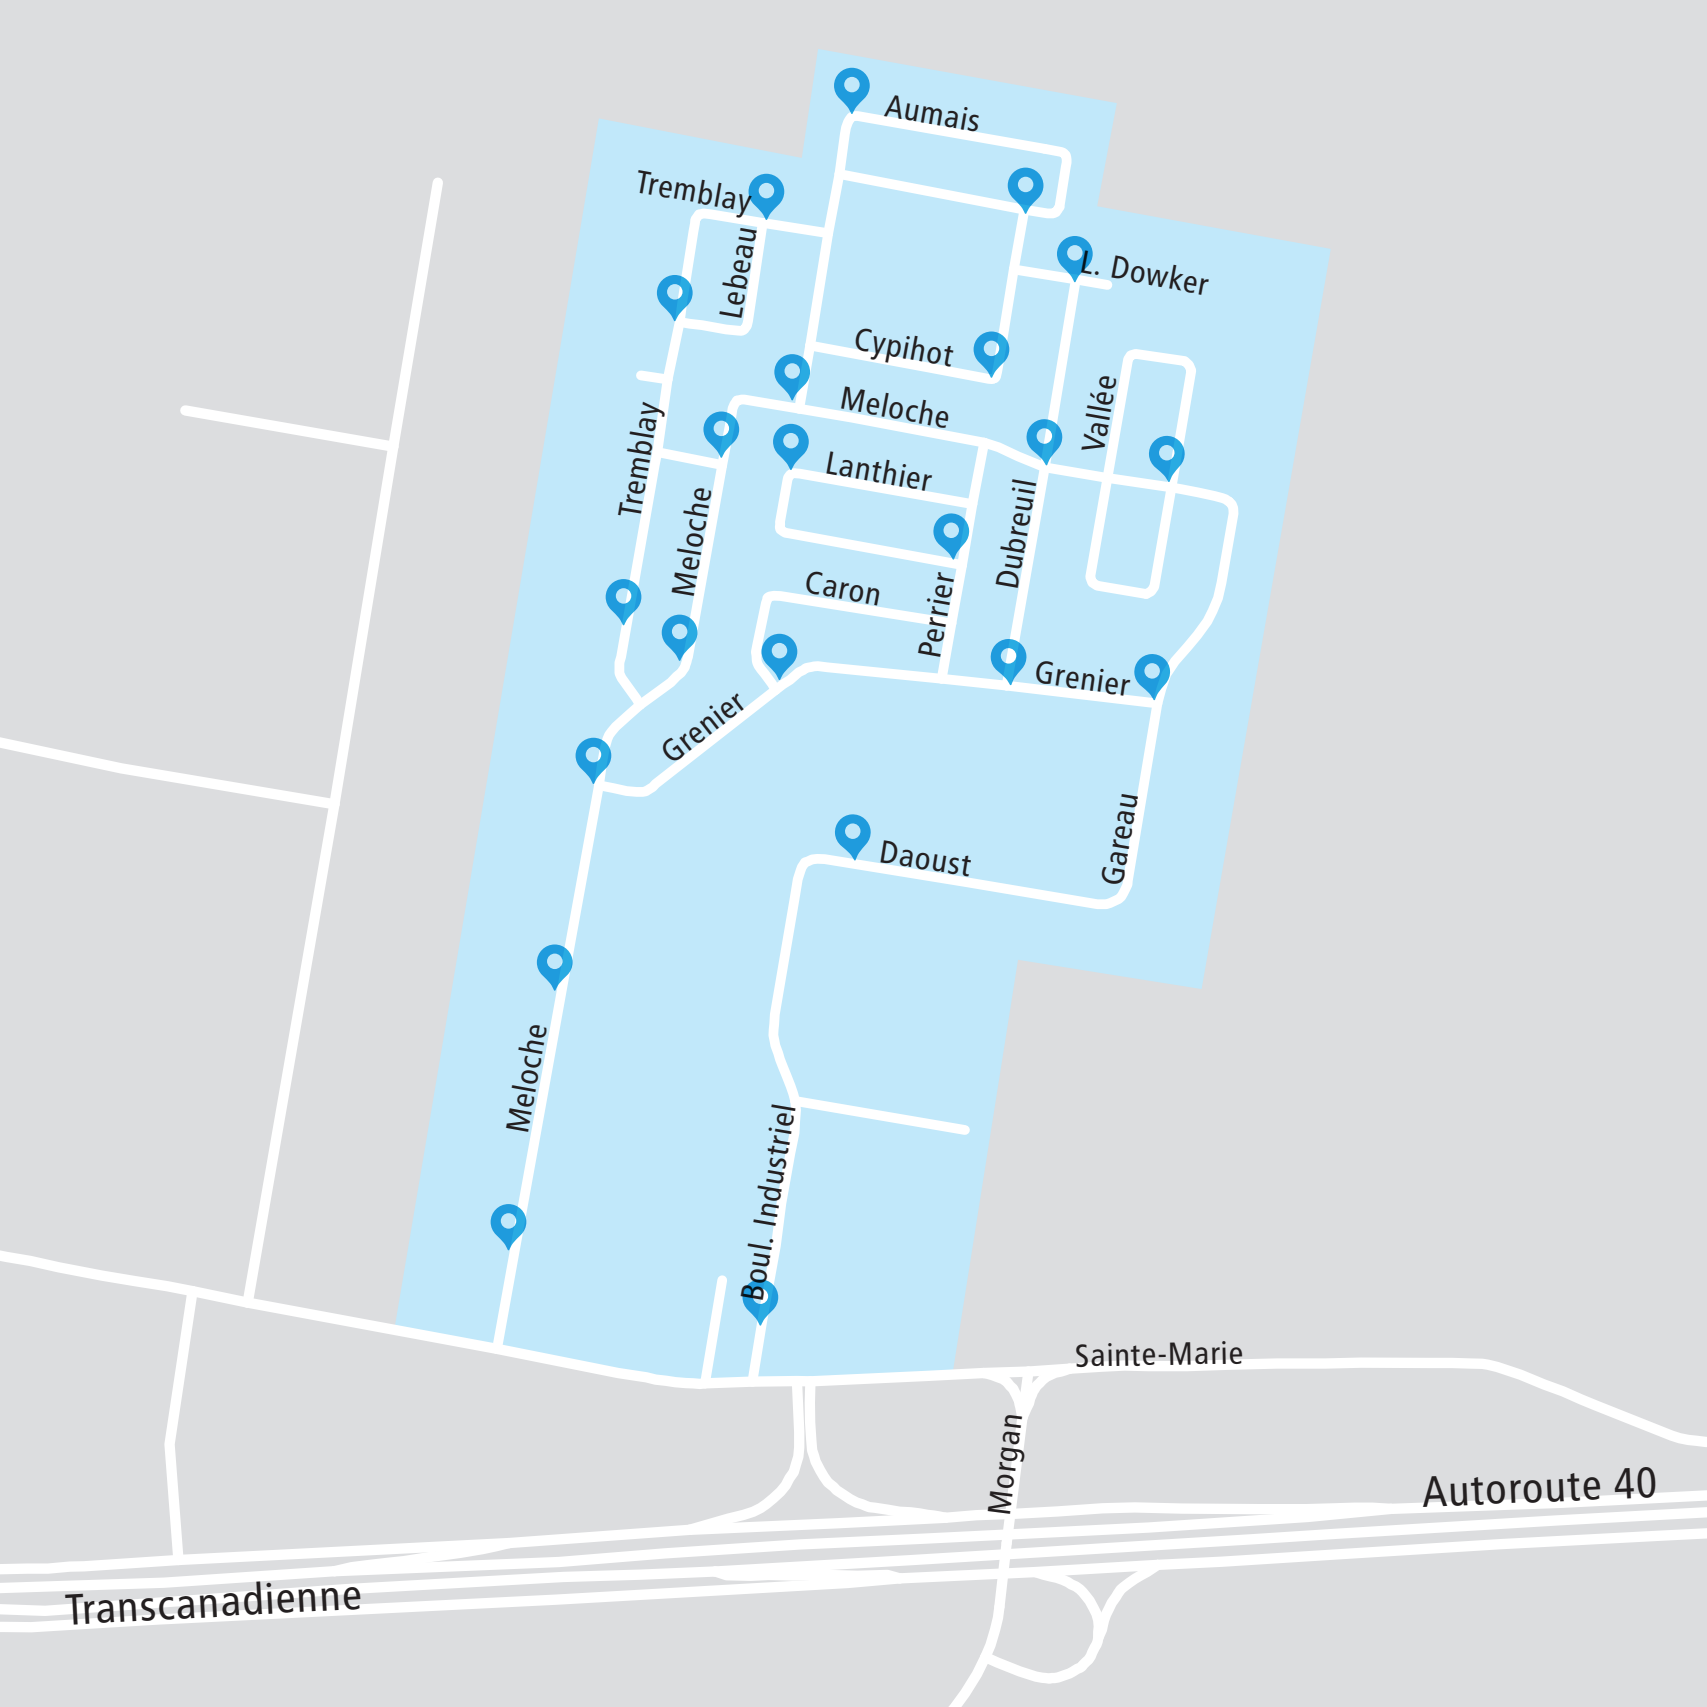 Aumais
Tremblay
Lebeau
L. Dowker
Cypihot
Meloche
Vallée
Tremblay
Lanthier
Meloche
Dubreuil
Caron
Perrier
Grenier
Grenier
Gareau
Daoust
Meloche
Boul. Industriel
Sainte-Marie
Morgan
Autoroute 40
Transcanadienne